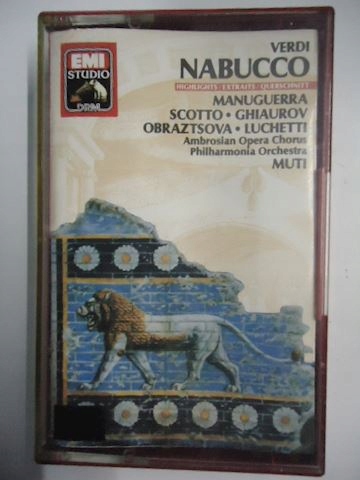 VERDI
NABUCCO
HIGHLIGHTS / EXTRAITS / QUERSCHNITT
EMI
STUDIO
DRM
MANUGUERRA
SCOTTO • GHIAUROV
OBRAZTSOVA • LUCHETTI
Ambrosian Opera Chorus
Philharmonia Orchestra
MUTI